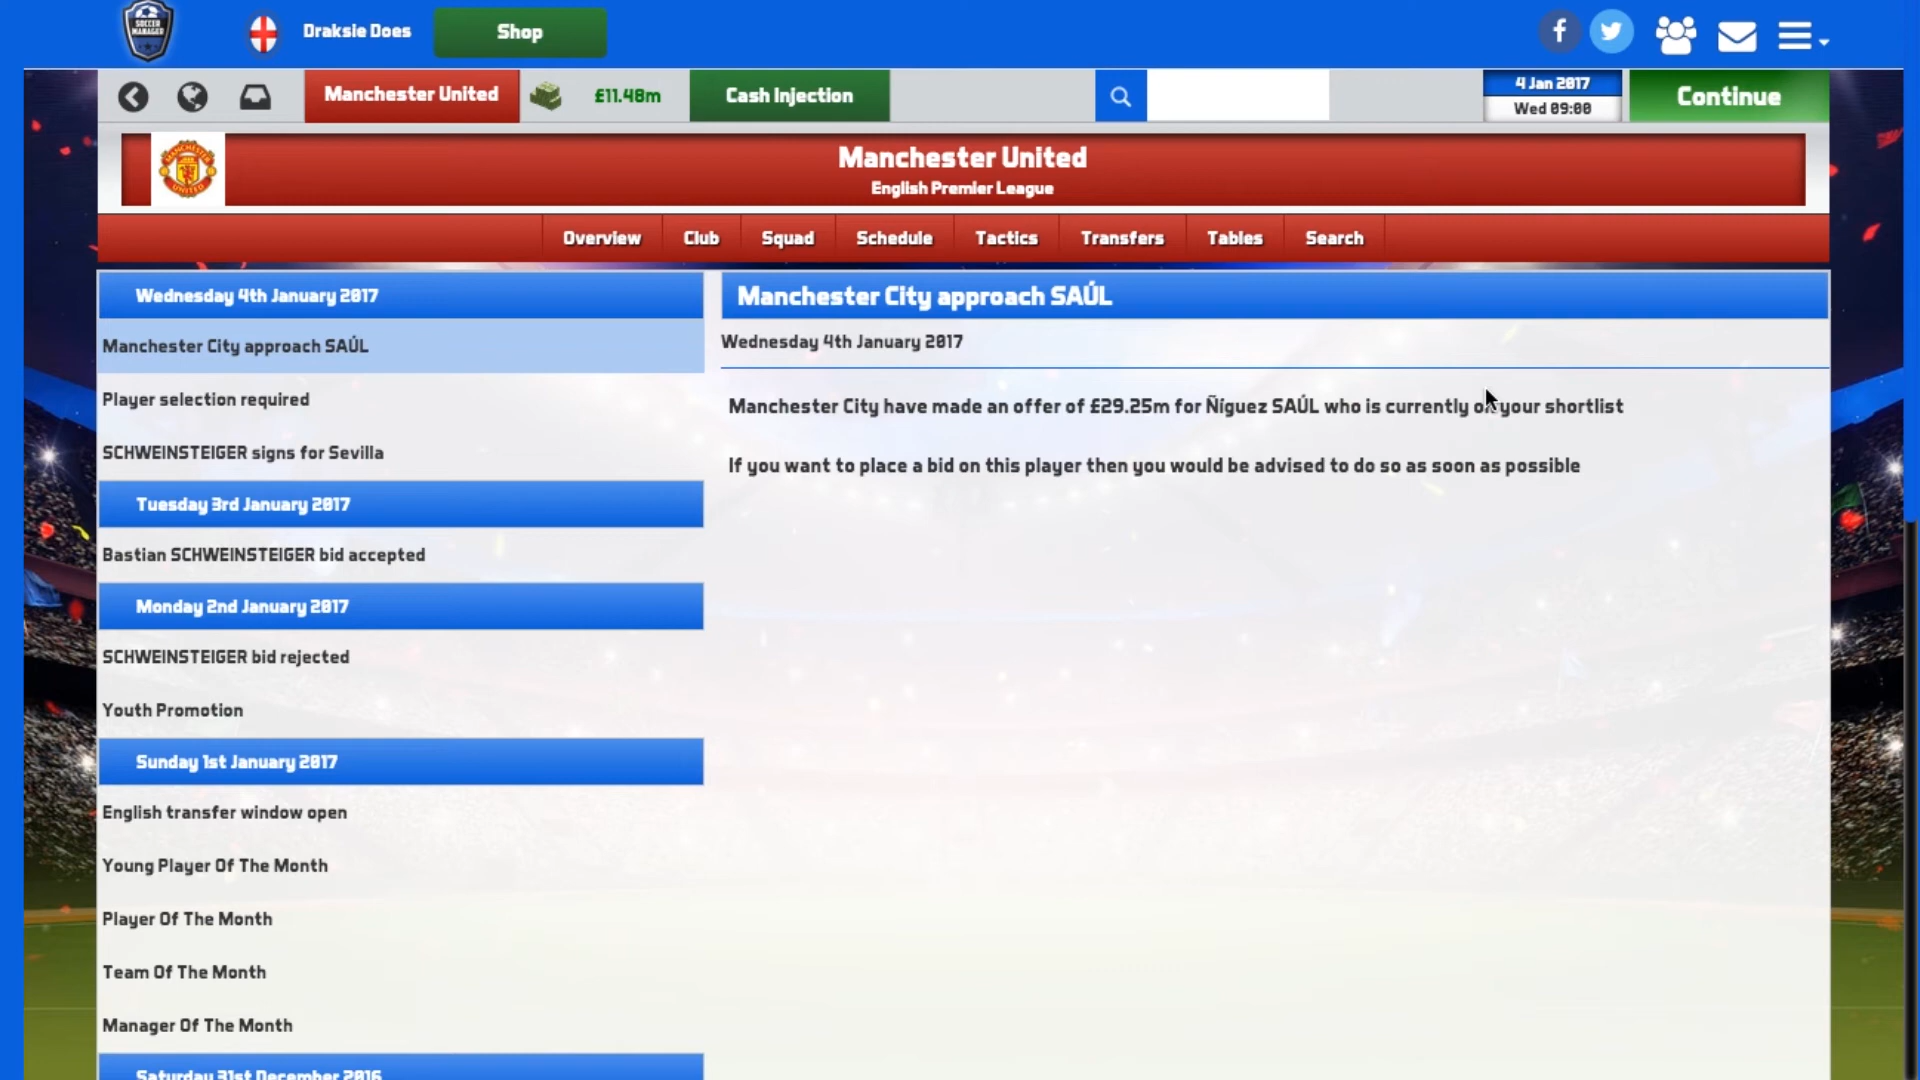 SOCCER MANAGER
Draksie Does
Shop
Manchester United
£11.48m
Cash Injection
4 Jan 2017
Wed 09:00
Continue
MANCHESTER UNITED
Manchester United
English Premier League
Overview
Club
Squad
Schedule
Tactics
Transfers
Tables
Search
Wednesday 4th January 2017
Manchester City approach SAÚL
Player selection required
SCHWEINSTEIGER signs for Sevilla
Tuesday 3rd January 2017
Bastian SCHWEINSTEIGER bid accepted
Monday 2nd January 2017
SCHWEINSTEIGER bid rejected
Youth Promotion
Sunday 1st January 2017
English transfer window open
Young Player Of The Month
Player Of The Month
Team Of The Month
Manager Of The Month
Saturday 31st December 2016
Manchester City approach SAÚL
Wednesday 4th January 2017
Manchester City have made an offer of £29.25m for Ñíguez SAÚL who is currently on your shortlist
If you want to place a bid on this player then you would be advised to do so as soon as possible